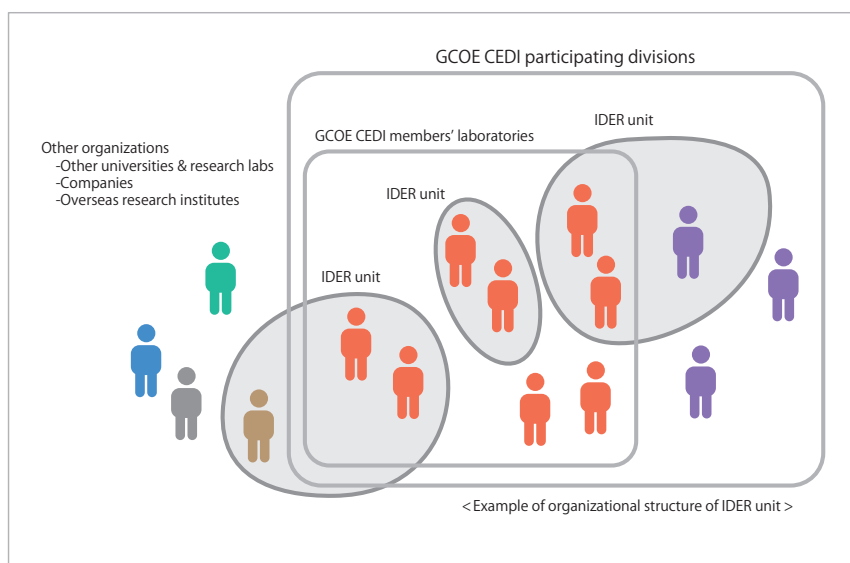 GCOE CEDI participating divisions
IDER unit
GCOE CEDI members’ laboratories
Other organizations
-Other universities & research labs
-Companies
-Overseas research institutes
IDER unit
IDER unit
< Example of organizational structure of IDER unit >